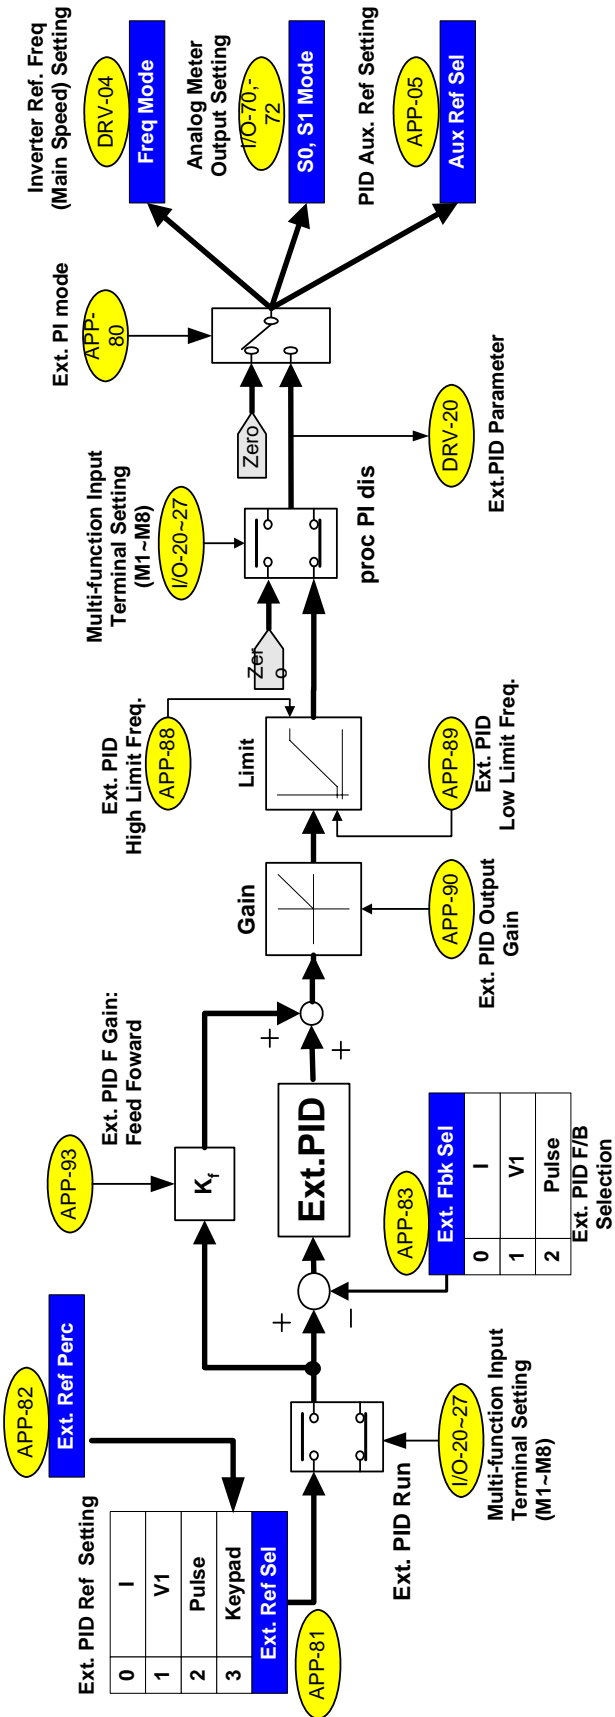 APP-82
Ext. Ref Perc
Ext. PID Ref Setting
0 I
1 V1
2 Pulse
3 Keypad
Ext. Ref Sel
APP-81
Ext. PID Run
I/O-20~27
Multi-function Input
Terminal Setting
(M1~M8)
APP-93
Ext. PID F Gain:
Feed Foward
Kf
+
−
Ext.PID
+
+
APP-83
Ext. Fbk Sel
0 I
1 V1
2 Pulse
Ext. PID F/B
Selection
Gain
APP-90
Ext. PID Output
Gain
Ext. PID
High Limit Freq.
APP-88
Limit
APP-89
Ext. PID
Low Limit Freq.
Multi-function Input
Terminal Setting
(M1~M8)
I/O-20~27
Zer
o
proc PI dis
Zero
DRV-20
Ext.PID Parameter
Ext. PI mode
APP-
80
Inverter Ref. Freq
(Main Speed) Setting
DRV-04
Freq Mode
Analog Meter
Output Setting
I/O-70,-
72
S0, S1 Mode
PID Aux. Ref Setting
APP-05
Aux Ref Sel